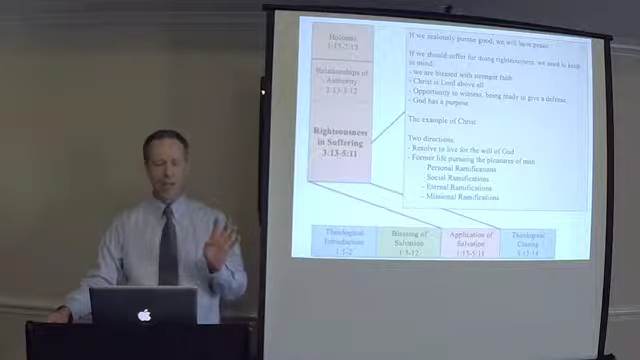 Holiness
1:13-2:12
Relationships of
Authority
2:13-3:12
Righteousness
in Suffering
3:13-5:11
If we zealously pursue good, we will have peace
If we should suffer for doing righteousness, we need to keep
in mind:
- we are blessed with stronger faith
- Christ is Lord above all
- Opportunity to witness, being ready to give a defense
- God has a purpose
The example of Christ
Two directions:
- Resolve to live for the will of God
- Former life pursuing the pleasures of man
- Personal Ramifications
- Social Ramifications
- Eternal Ramifications
- Missional Ramifications
Theological
Introduction
1:1-2
Blessing of
Salvation
1:3-12
Application of
Salvation
1:13-5:11
Theological
Closing
5:12-14